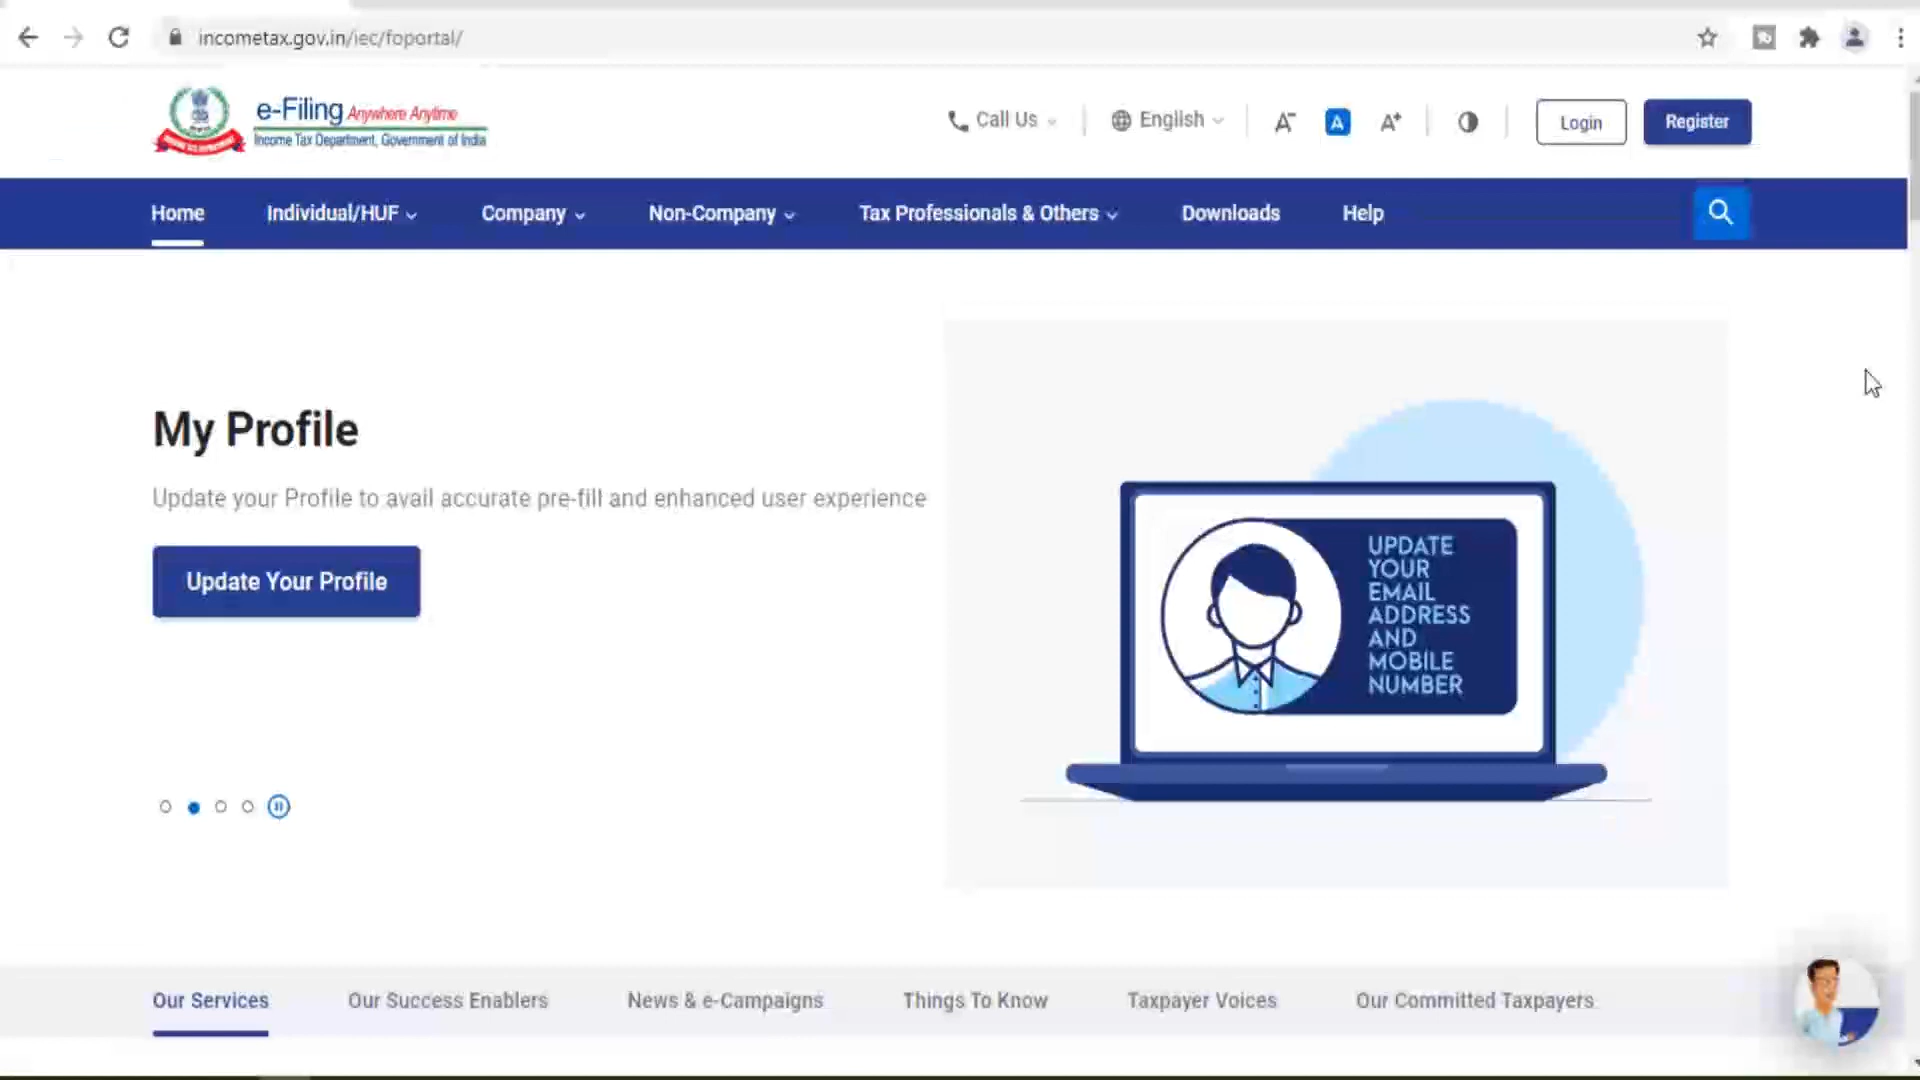 incometax.gov.in/iec/foportal/
e-Filing Anywhere Anytime
Income Tax Department, Government of India
Call Us
English
A- A A+
Login
Register
Home Individual/HUF Company Non-Company Tax Professionals & Others Downloads Help
My Profile
Update your Profile to avail accurate pre-fill and enhanced user experience
Update Your Profile
UPDATE
YOUR
EMAIL
ADDRESS
AND
MOBILE
NUMBER
Our Services Our Success Enablers News & e-Campaigns Things To Know Taxpayer Voices Our Committed Taxpayers